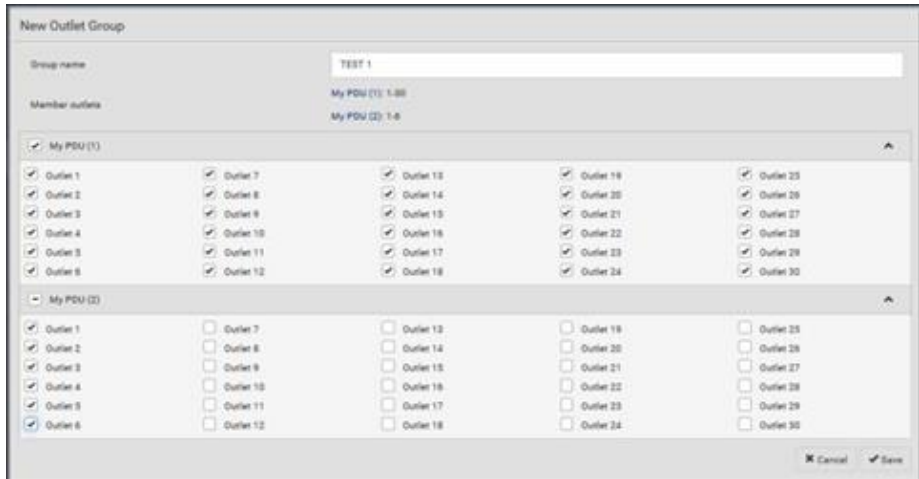 New Outlet Group
Group name TEST 1
Member outlets My PDU (1): 1-30
My PDU (2): 1-6
My PDU (1)
Outlet 1 Outlet 7 Outlet 13 Outlet 19 Outlet 25
Outlet 2 Outlet 8 Outlet 14 Outlet 20 Outlet 26
Outlet 3 Outlet 9 Outlet 15 Outlet 21 Outlet 27
Outlet 4 Outlet 10 Outlet 16 Outlet 22 Outlet 28
Outlet 5 Outlet 11 Outlet 17 Outlet 23 Outlet 29
Outlet 6 Outlet 12 Outlet 18 Outlet 24 Outlet 30
My PDU (2)
Outlet 1 Outlet 7 Outlet 13 Outlet 19 Outlet 25
Outlet 2 Outlet 8 Outlet 14 Outlet 20 Outlet 26
Outlet 3 Outlet 9 Outlet 15 Outlet 21 Outlet 27
Outlet 4 Outlet 10 Outlet 16 Outlet 22 Outlet 28
Outlet 5 Outlet 11 Outlet 17 Outlet 23 Outlet 29
Outlet 6 Outlet 12 Outlet 18 Outlet 24 Outlet 30
Cancel Save